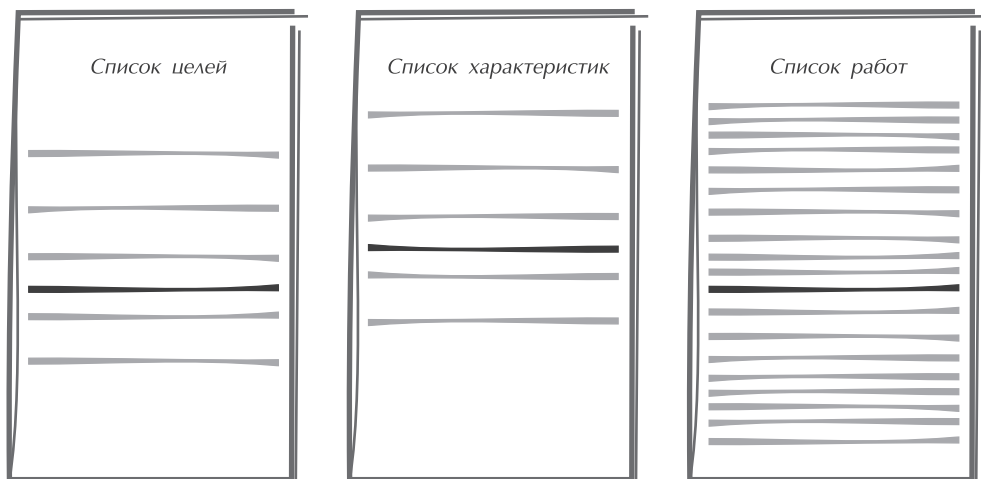 Список целей
Список характеристик
Список работ